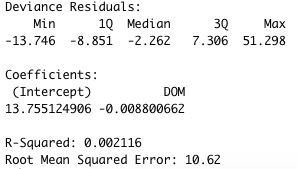 Deviance Residuals:
Min 1Q Median 3Q Max
-13.746 -8.851 -2.262 7.306 51.298
Coefficients:
(Intercept) DOM
13.755124906 -0.008800662
R-Squared: 0.002116
Root Mean Squared Error: 10.62